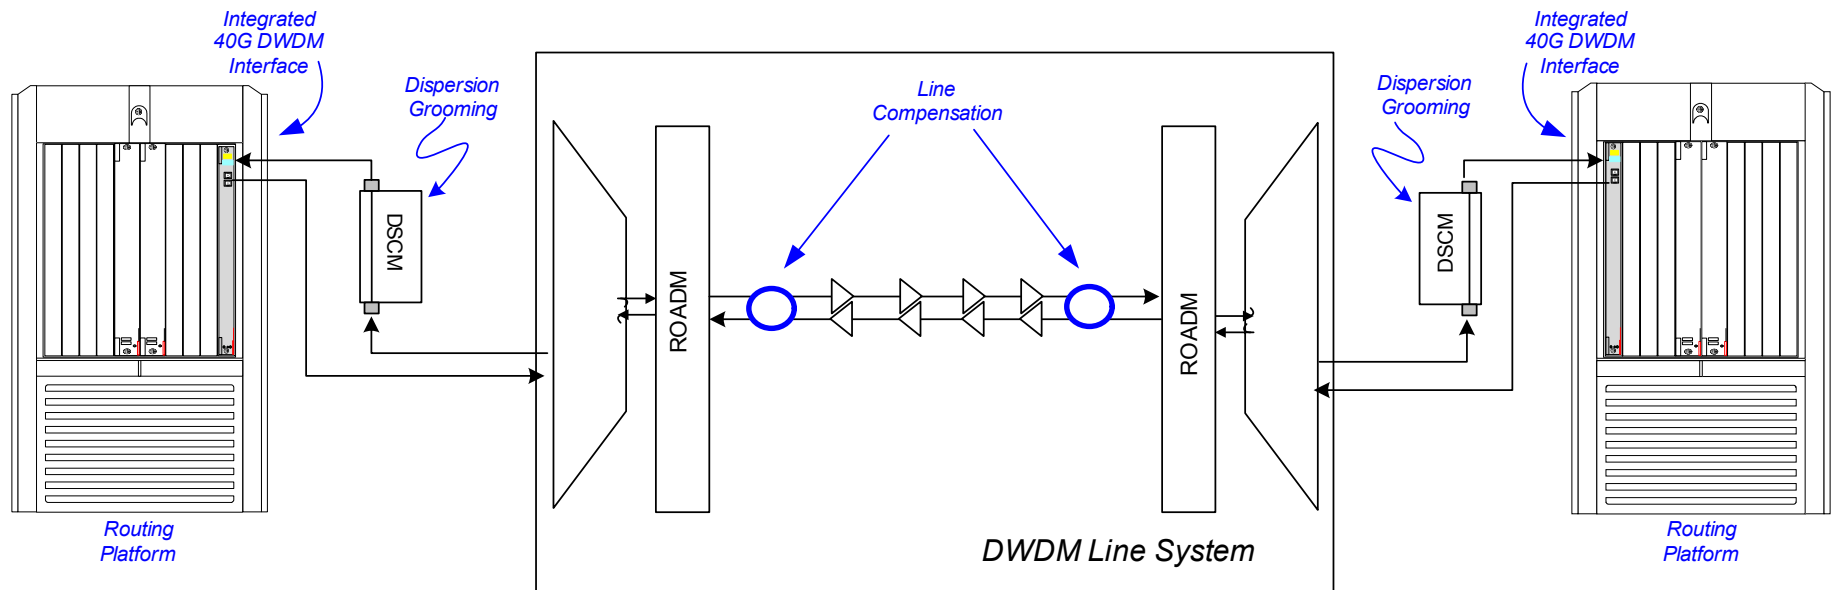 Integrated
40G DWDM
Interface
Dispersion
Grooming
Line
Compensation
Dispersion
Grooming
Integrated
40G DWDM
Interface
DSCM
ROADM
ROADM
DSCM
DWDM Line System
Routing
Platform
Routing
Platform